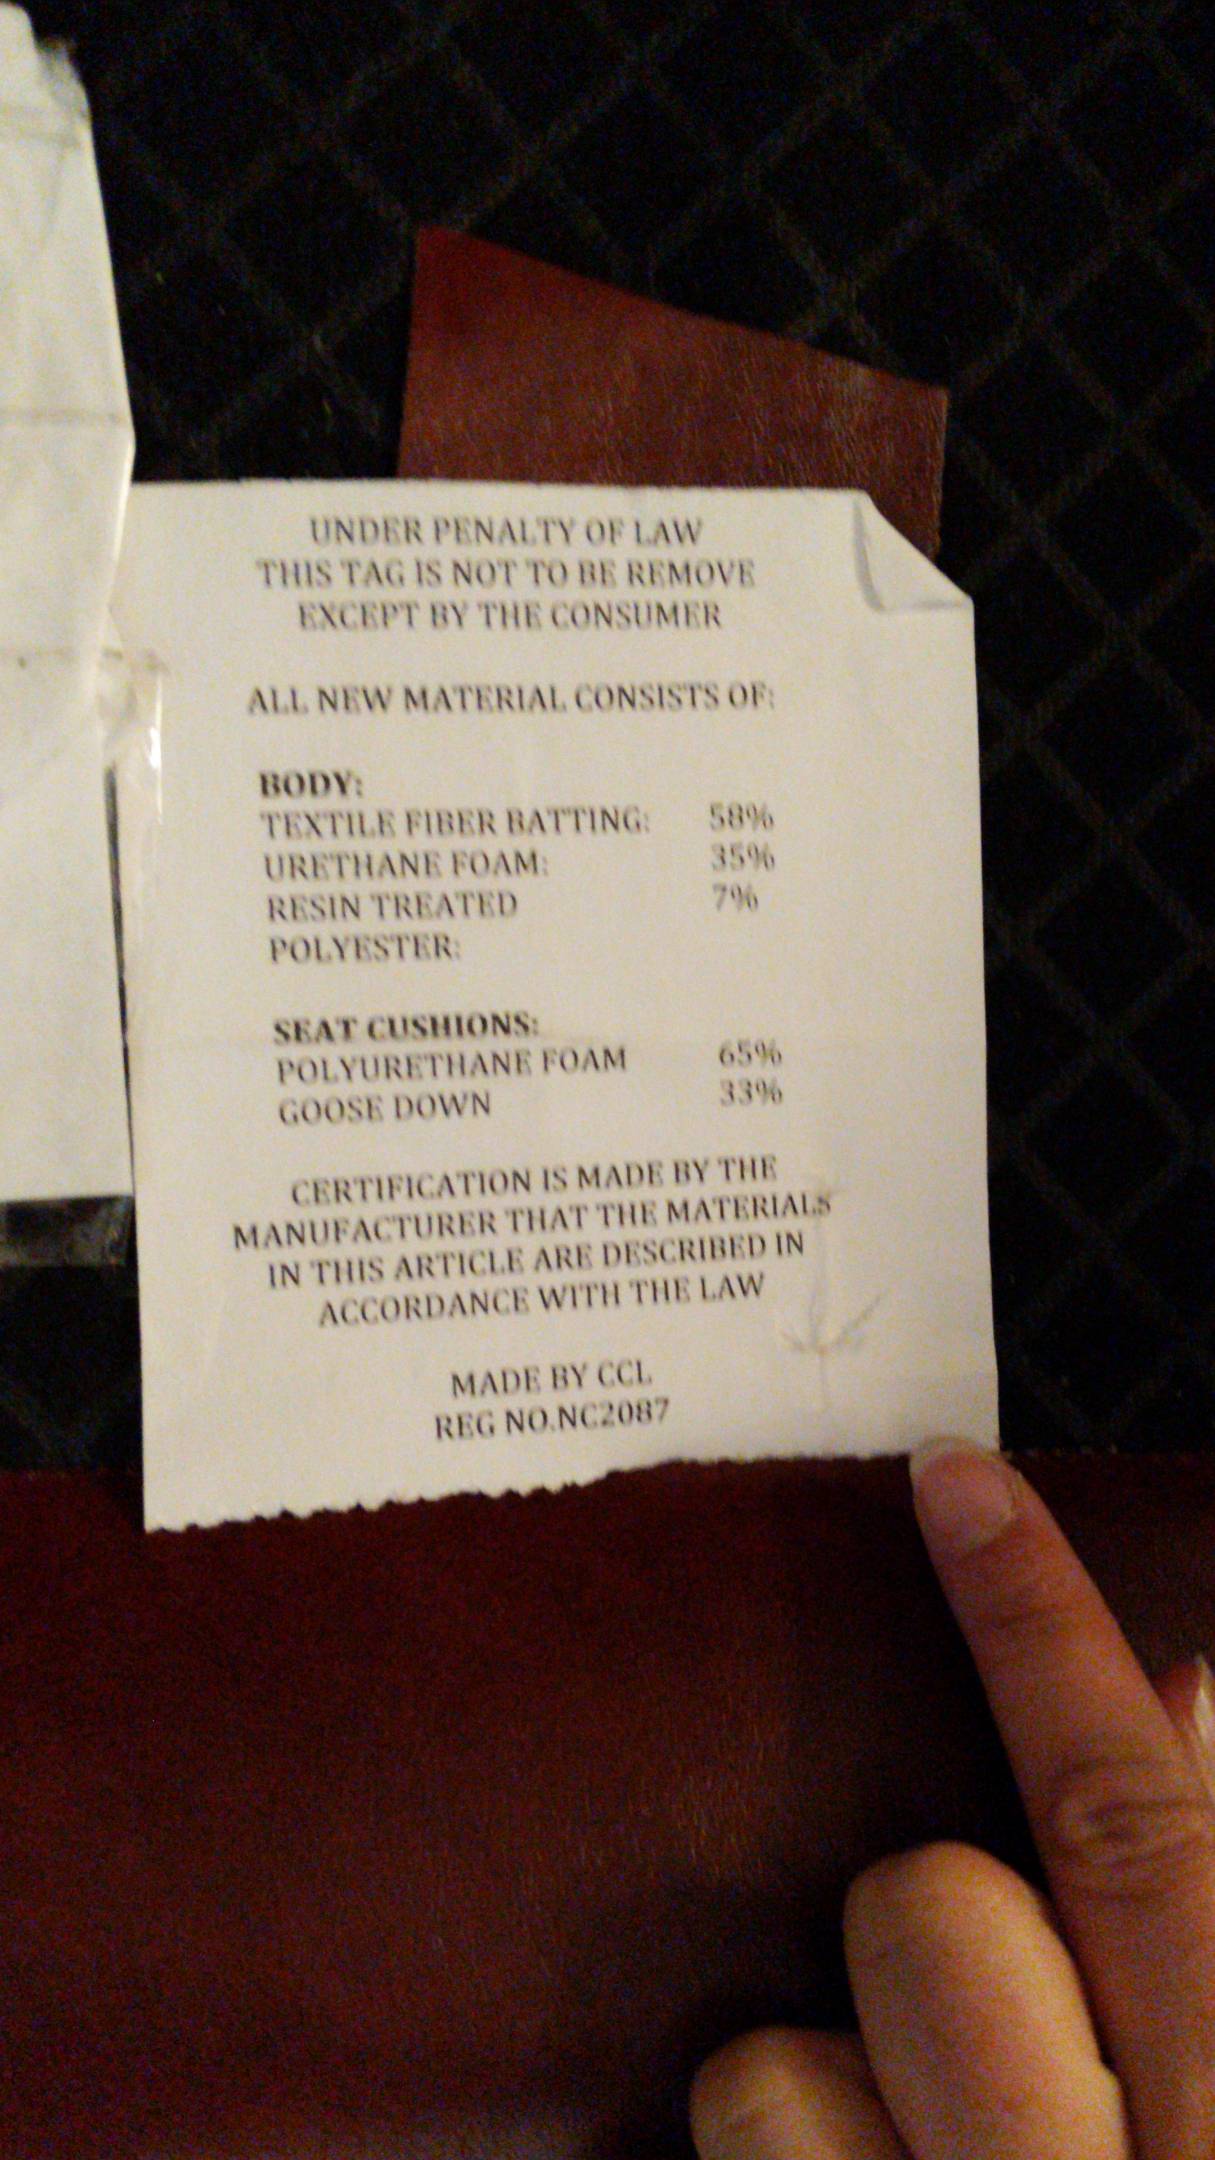 UNDER PENALTY OF LAW
THIS TAG IS NOT TO BE REMOVE
EXCEPT BY THE CONSUMER
ALL NEW MATERIAL CONSISTS OF:
BODY:
TEXTILE FIBER BATTING: 58%
URETHANE FOAM: 35%
RESIN TREATED 7%
POLYESTER:
SEAT CUSHIONS:
POLYURETHANE FOAM 65%
GOOSE DOWN 33%
CERTIFICATION IS MADE BY THE
MANUFACTURER THAT THE MATERIALS
IN THIS ARTICLE ARE DESCRIBED IN
ACCORDANCE WITH THE LAW
MADE BY CCL
REG NO.NC2087